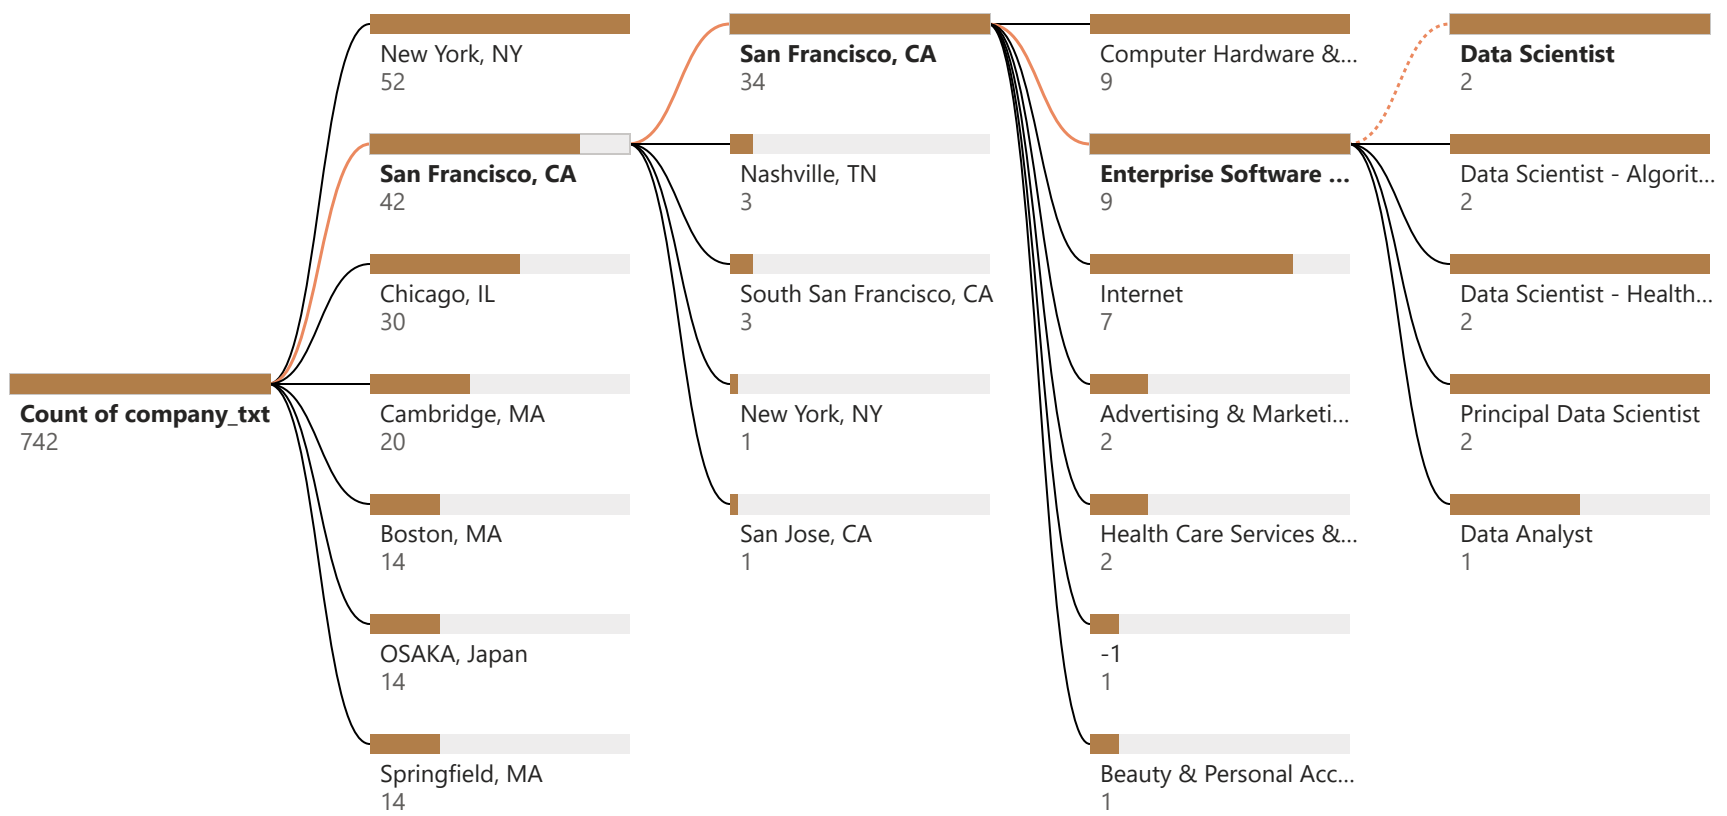 Count of company_txt
742
New York, NY
52
San Francisco, CA
42
Chicago, IL
30
Cambridge, MA
20
Boston, MA
14
OSAKA, Japan
14
Springfield, MA
14
San Francisco, CA
34
Nashville, TN
3
South San Francisco, CA
3
New York, NY
1
San Jose, CA
1
Computer Hardware &...
9
Enterprise Software ...
9
Internet
7
Advertising & Marketi...
2
Health Care Services &...
2
-1
1
Beauty & Personal Acc...
1
Data Scientist
2
Data Scientist - Algorit...
2
Data Scientist - Health...
2
Principal Data Scientist
2
Data Analyst
1